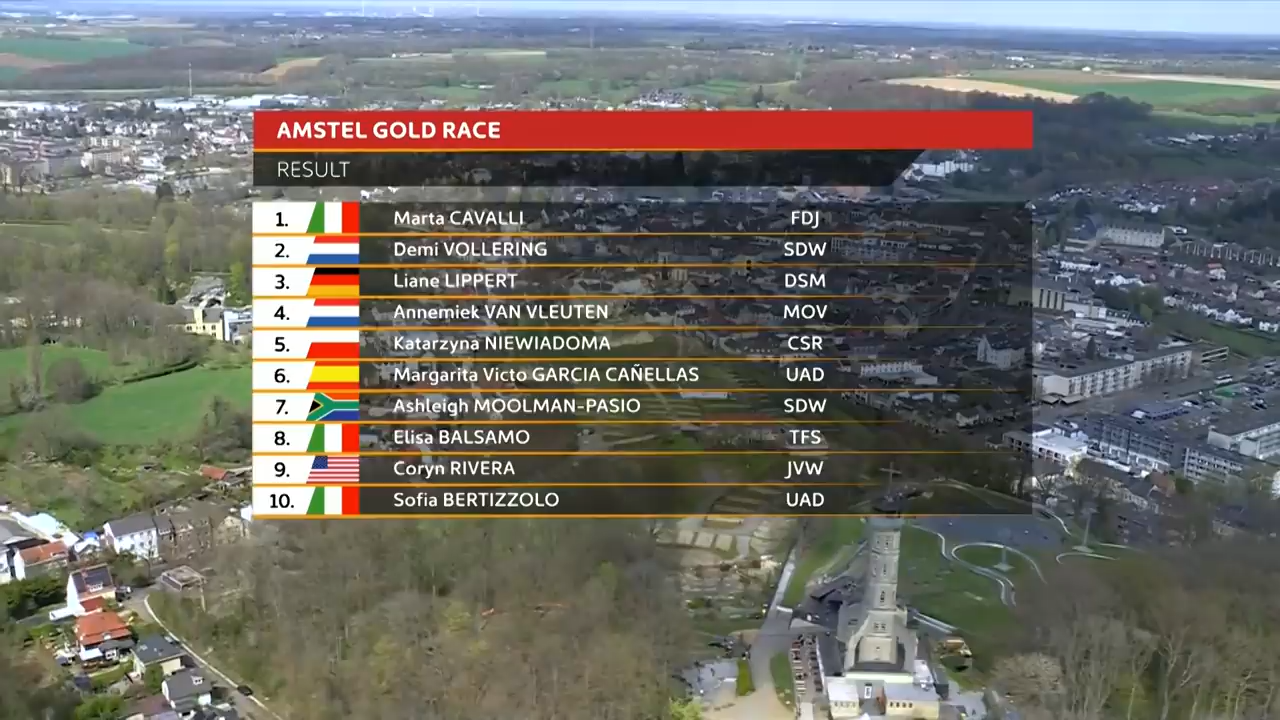 AMSTEL GOLD RACE
RESULT
1. Marta CAVALLI FDJ
2. Demi VOLLERING SDW
3. Liane LIPPERT DSM
4. Annemiek VAN VLEUTEN MOV
5. Katarzyna NIEWIADOMA CSR
6. Margarita Victo GARCIA CAÑELLAS UAD
7. Ashleigh MOOLMAN-PASIO SDW
8. Elisa BALSAMO TFS
9. Coryn RIVERA JVW
10. Sofia BERTIZZOLO UAD